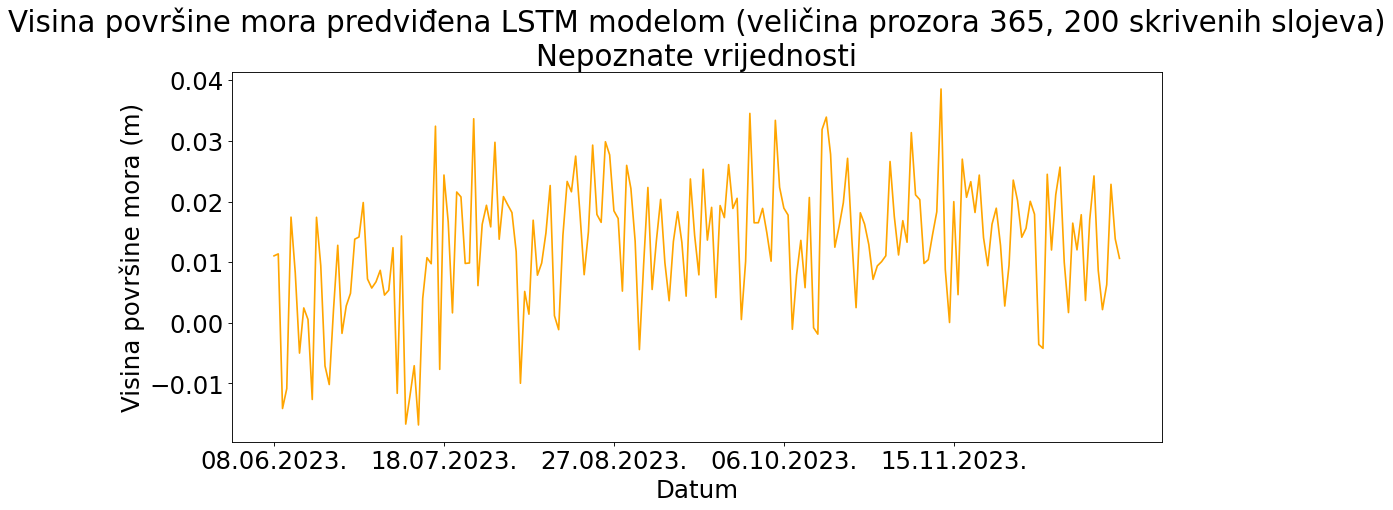 Visina površine mora predviđena LSTM modelom (veličina prozora 365, 200 skrivenih slojeva)
Nepoznate vrijednosti
Visina površine mora (m)
0.04
0.03
0.02
0.01
0.00
−0.01
08.06.2023. 18.07.2023. 27.08.2023. 06.10.2023. 15.11.2023.
Datum